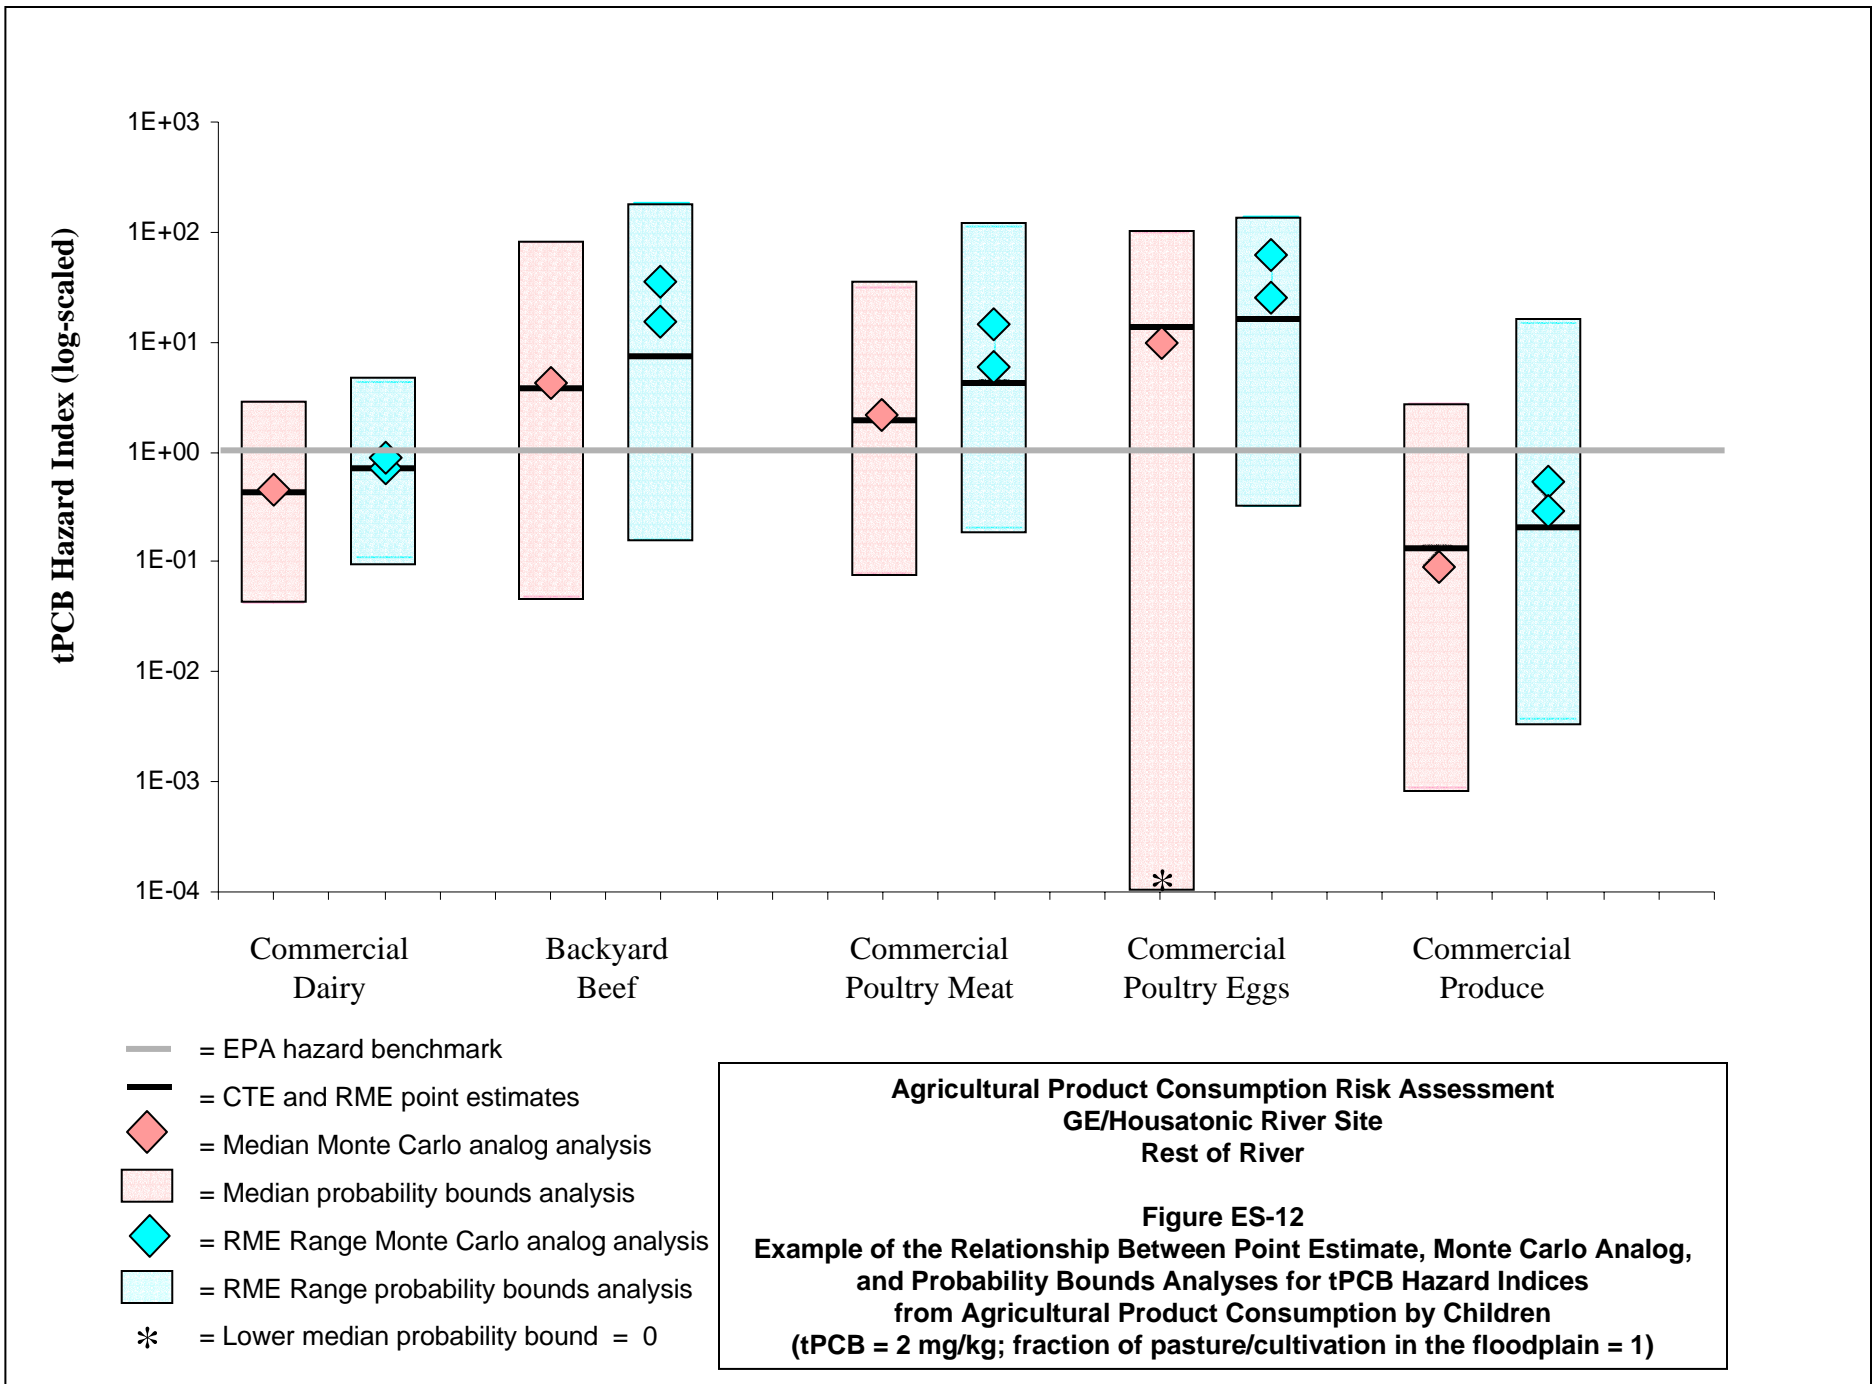 tPCB Hazard Index (log-scaled)
1E+03
1E+02
1E+01
1E+00
1E-01
1E-02
1E-03
1E-04
*
Commercial
Dairy
Backyard
Beef
Commercial
Poultry Meat
Commercial
Poultry Eggs
Commercial
Produce
= EPA hazard benchmark
= CTE and RME point estimates
= Median Monte Carlo analog analysis
= Median probability bounds analysis
= RME Range Monte Carlo analog analysis
= RME Range probability bounds analysis
* = Lower median probability bound = 0
Agricultural Product Consumption Risk Assessment
GE/Housatonic River Site
Rest of River
Figure ES-12
Example of the Relationship Between Point Estimate, Monte Carlo Analog,
and Probability Bounds Analyses for tPCB Hazard Indices
from Agricultural Product Consumption by Children
(tPCB = 2 mg/kg; fraction of pasture/cultivation in the floodplain = 1)